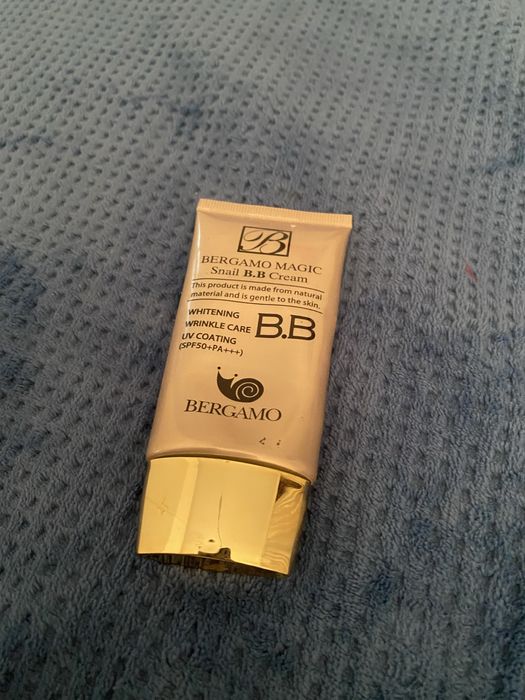 B
BERGAMO MAGIC
Snail B.B Cream
This product is made from natural
material and is gentle to the skin.
WHITENING
WRINKLE CARE
UV COATING
(SPF50+PA+++)
B.B
BERGAMO